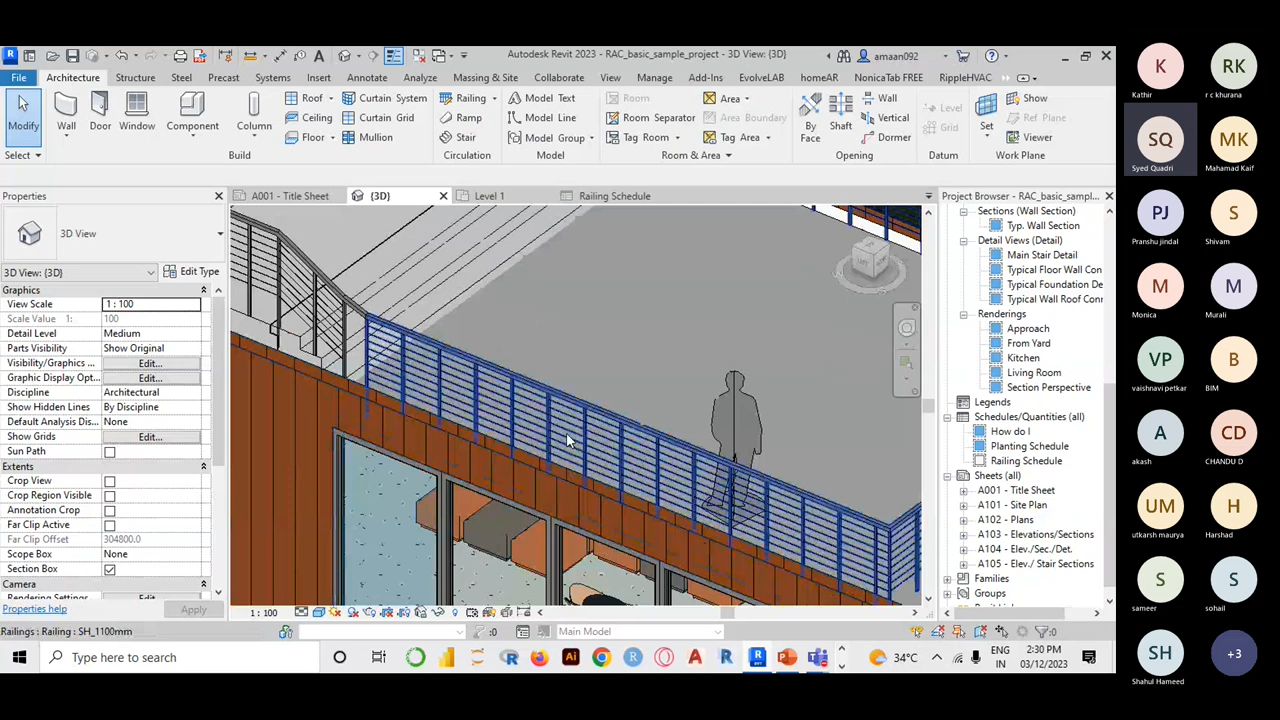 Autodesk Revit 2023 - RAC_basic_sample_project - 3D View: {3D}
amaan092
File Architecture Structure Steel Precast Systems Insert Annotate Analyze Massing & Site Collaborate View Manage Add-Ins EvolveLAB homeAR NonicaTab FREE RippleHVAC
Modify
Wall Door Window Component Column
Roof Curtain System
Ceiling Curtain Grid
Floor Mullion
Railing
Ramp
Stair
Model Text
Model Line
Model Group
Room Area
Room Separator Area Boundary
Tag Room Tag Area
By Face
Shaft
Wall
Vertical
Dormer
Level
Grid
Set
Show
Ref Plane
Viewer
Select Build Circulation Model Room & Area Opening Datum Work Plane
Properties
3D View
3D View: {3D} Edit Type
Graphics
View Scale 1 : 100
Scale Value 1: 100
Detail Level Medium
Parts Visibility Show Original
Visibility/Graphics ... Edit...
Graphic Display Opt... Edit...
Discipline Architectural
Show Hidden Lines By Discipline
Default Analysis Dis... None
Show Grids Edit...
Sun Path
Extents
Crop View
Crop Region Visible
Annotation Crop
Far Clip Active
Far Clip Offset 304800.0
Scope Box None
Section Box
Camera
Rendering Settings Edit...
Properties help Apply
A001 - Title Sheet {3D} Level 1 Railing Schedule
1 : 100
Project Browser - RAC_basic_sampl...
Sections (Wall Section)
Typ. Wall Section
Detail Views (Detail)
Main Stair Detail
Typical Floor Wall Con
Typical Foundation De
Typical Wall Roof Conr
Renderings
Approach
From Yard
Kitchen
Living Room
Section Perspective
Legends
Schedules/Quantities (all)
How do I
Planting Schedule
Railing Schedule
Sheets (all)
A001 - Title Sheet
A101 - Site Plan
A102 - Plans
A103 - Elevations/Sections
A104 - Elev./Sec./Det.
A105 - Elev./ Stair Sections
Families
Groups
Railings : Railing : SH_1100mm
:0 Main Model :0
Type here to search
34°C
ENG
IN
2:30 PM
03/12/2023
K RK
Kathir r c khurana
SQ MK
Syed Quadri Mahamad Kaif
PJ S
Pranshu jindal Shivam
M M
Monica Murali
VP B
vaishnavi petkar BIM
A CD
akash CHANDU D
UM H
utkarsh maurya Harshad
S S
sameer sohail
SH +3
Shahul Hameed